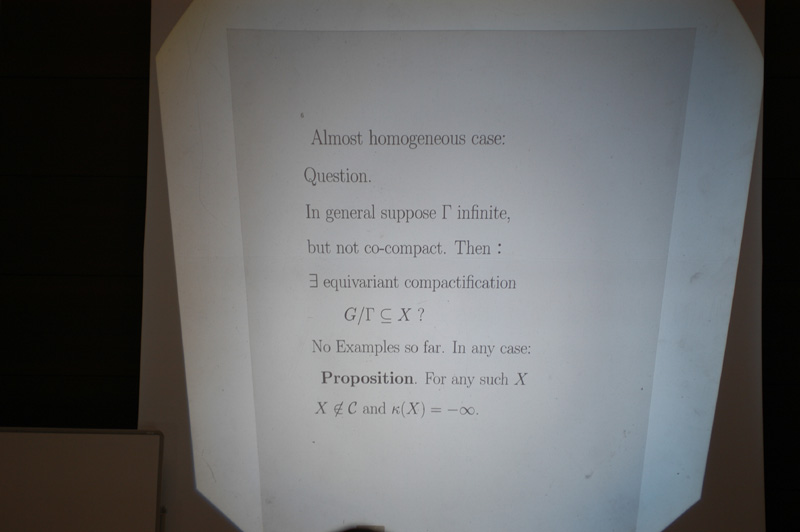 Almost homogeneous case:
Question.
In general suppose Γ infinite,
but not co-compact. Then :
∃ equivariant compactification
G/Γ ⊆ X ?
No Examples so far. In any case:
Proposition. For any such X
X ∉ 𝒞 and κ(X) = −∞.